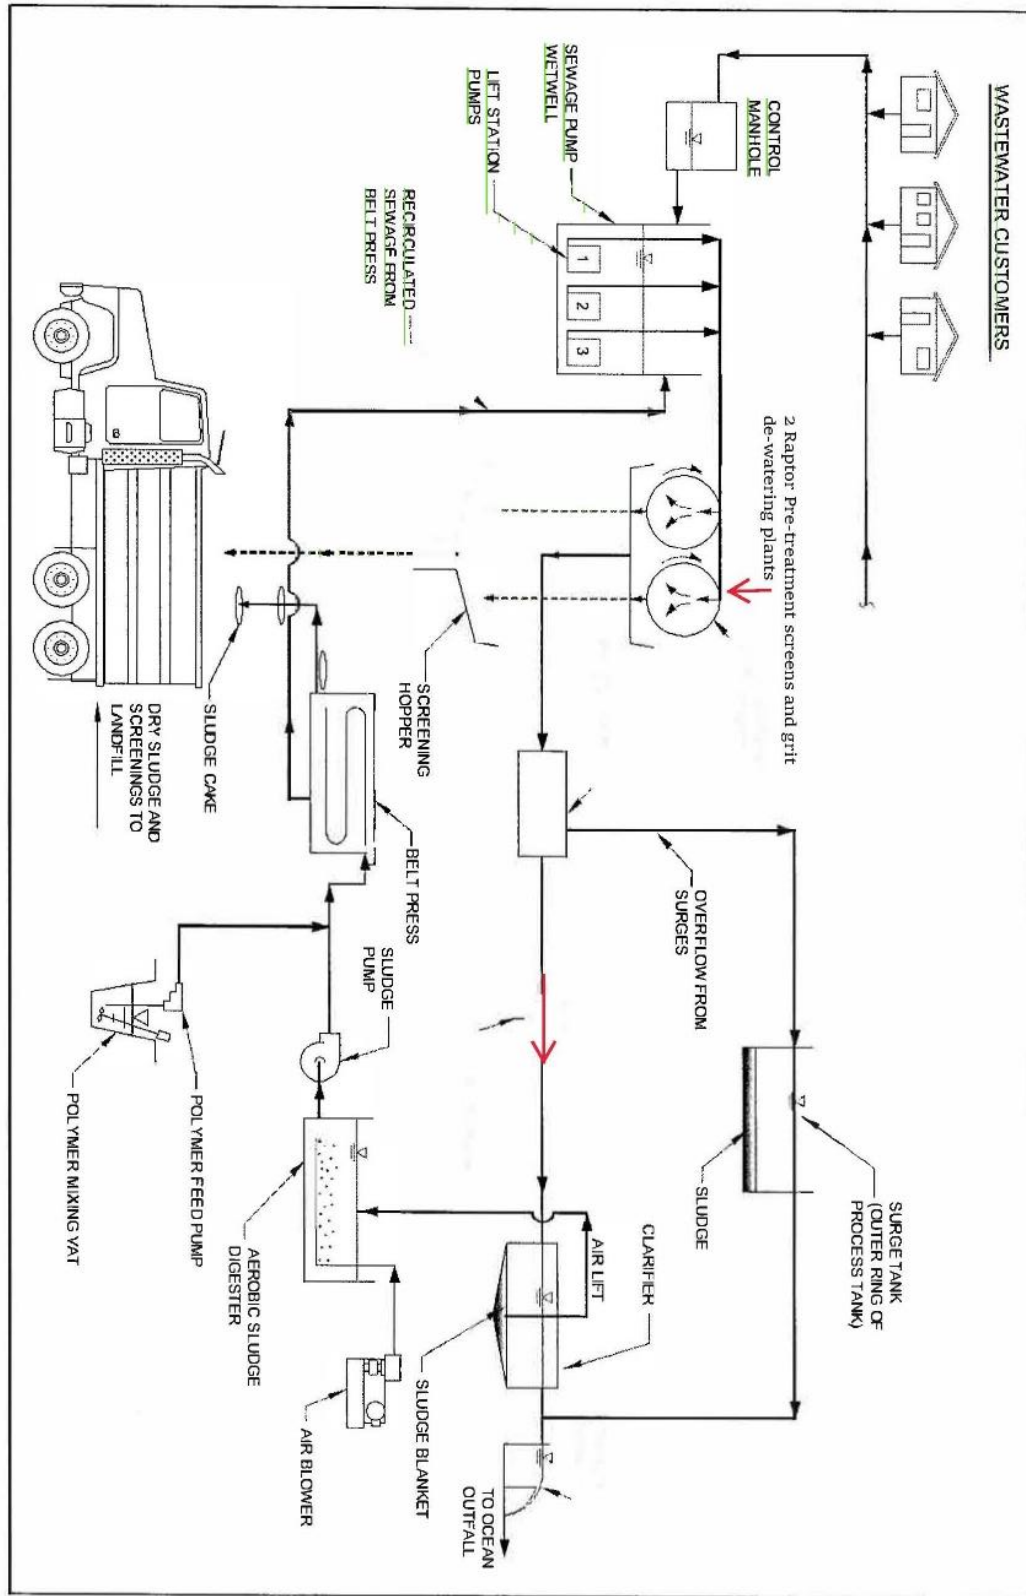 WASTEWATER CUSTOMERS
CONTROL
MANHOLE
SEWAGE PUMP
WETWELL
LIFT STATION
PUMPS
1
2
3
RECIRCULATED
SEWAGE FROM
BELT PRESS
2 Raptor Pre-treatment screens and grit
de-watering plants
SCREENING
HOPPER
OVERFLOW FROM
SURGES
SURGE TANK
(OUTER RING OF
PROCESS TANK)
SLUDGE
CLARIFIER
AIR LIFT
SLUDGE BLANKET
TO OCEAN
OUTFALL
AIR BLOWER
AEROBIC SLUDGE
DIGESTER
SLUDGE
PUMP
POLYMER FEED PUMP
POLYMER MIXING VAT
BELT PRESS
SLUDGE CAKE
DRY SLUDGE AND
SCREENINGS TO
LANDFILL